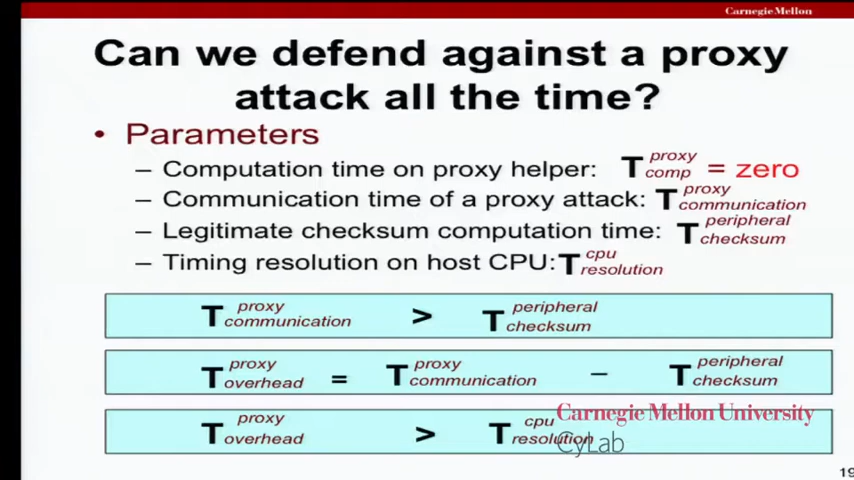 Carnegie Mellon
Can we defend against a proxy
attack all the time?
• Parameters
– Computation time on proxy helper: T proxy comp = zero
– Communication time of a proxy attack: T proxy communication
– Legitimate checksum computation time: T peripheral checksum
– Timing resolution on host CPU: T cpu resolution
T proxy communication > T peripheral checksum
T proxy overhead = T proxy communication – T peripheral checksum
T proxy overhead > T cpu resolution
Carnegie Mellon University
CyLab
19